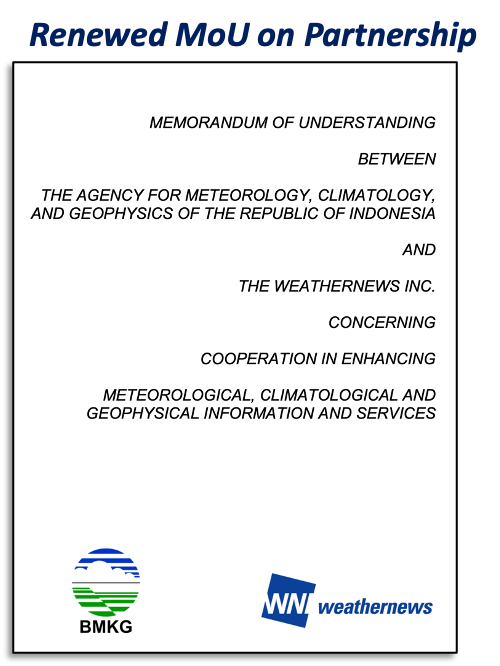 Renewed MoU on Partnership
MEMORANDUM OF UNDERSTANDING
BETWEEN
THE AGENCY FOR METEOROLOGY, CLIMATOLOGY,
AND GEOPHYSICS OF THE REPUBLIC OF INDONESIA
AND
THE WEATHERNEWS INC.
CONCERNING
COOPERATION IN ENHANCING
METEOROLOGICAL, CLIMATOLOGICAL AND
GEOPHYSICAL INFORMATION AND SERVICES
BMKG
WNI weathernews